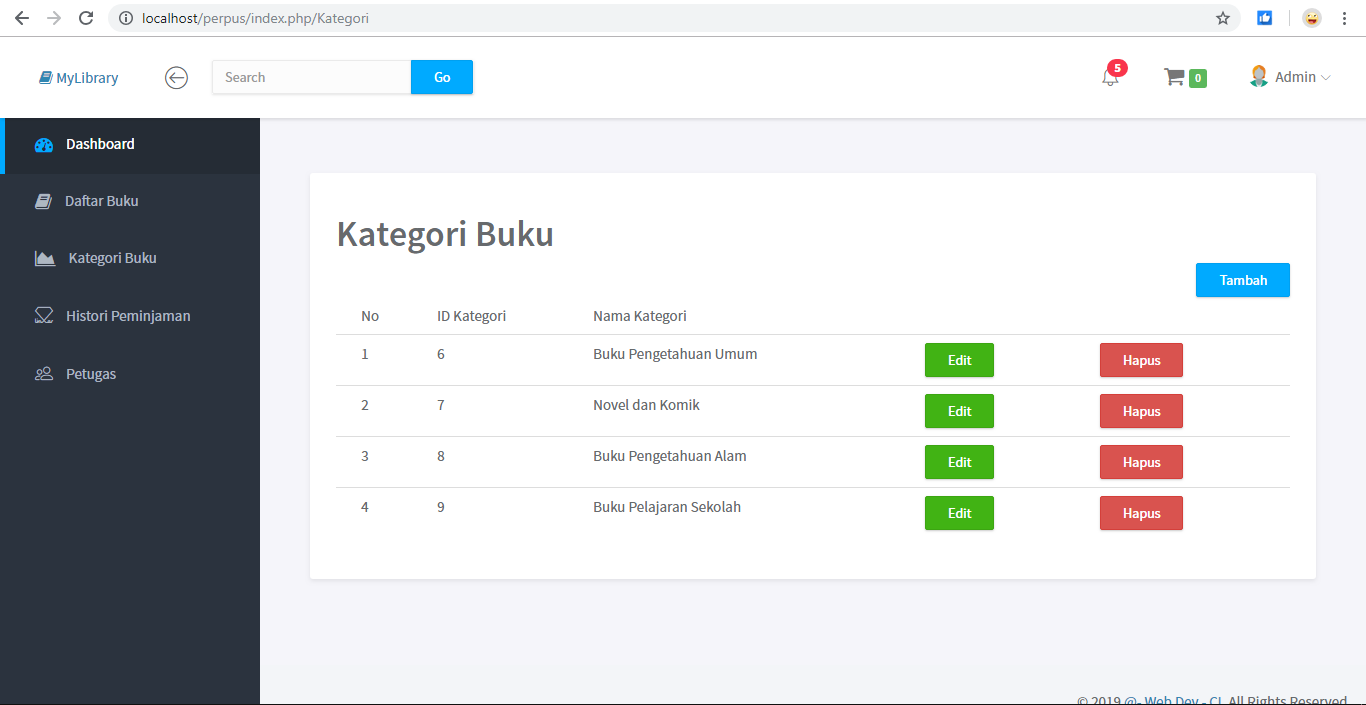 localhost/perpus/index.php/Kategori
MyLibrary
Search
Go
5
0
Admin
Dashboard
Daftar Buku
Kategori Buku
Histori Peminjaman
Petugas
Kategori Buku
Tambah
No ID Kategori Nama Kategori
1 6 Buku Pengetahuan Umum Edit Hapus
2 7 Novel dan Komik Edit Hapus
3 8 Buku Pengetahuan Alam Edit Hapus
4 9 Buku Pelajaran Sekolah Edit Hapus
© 2019 @- Web Dev - CI. All Rights Reserved